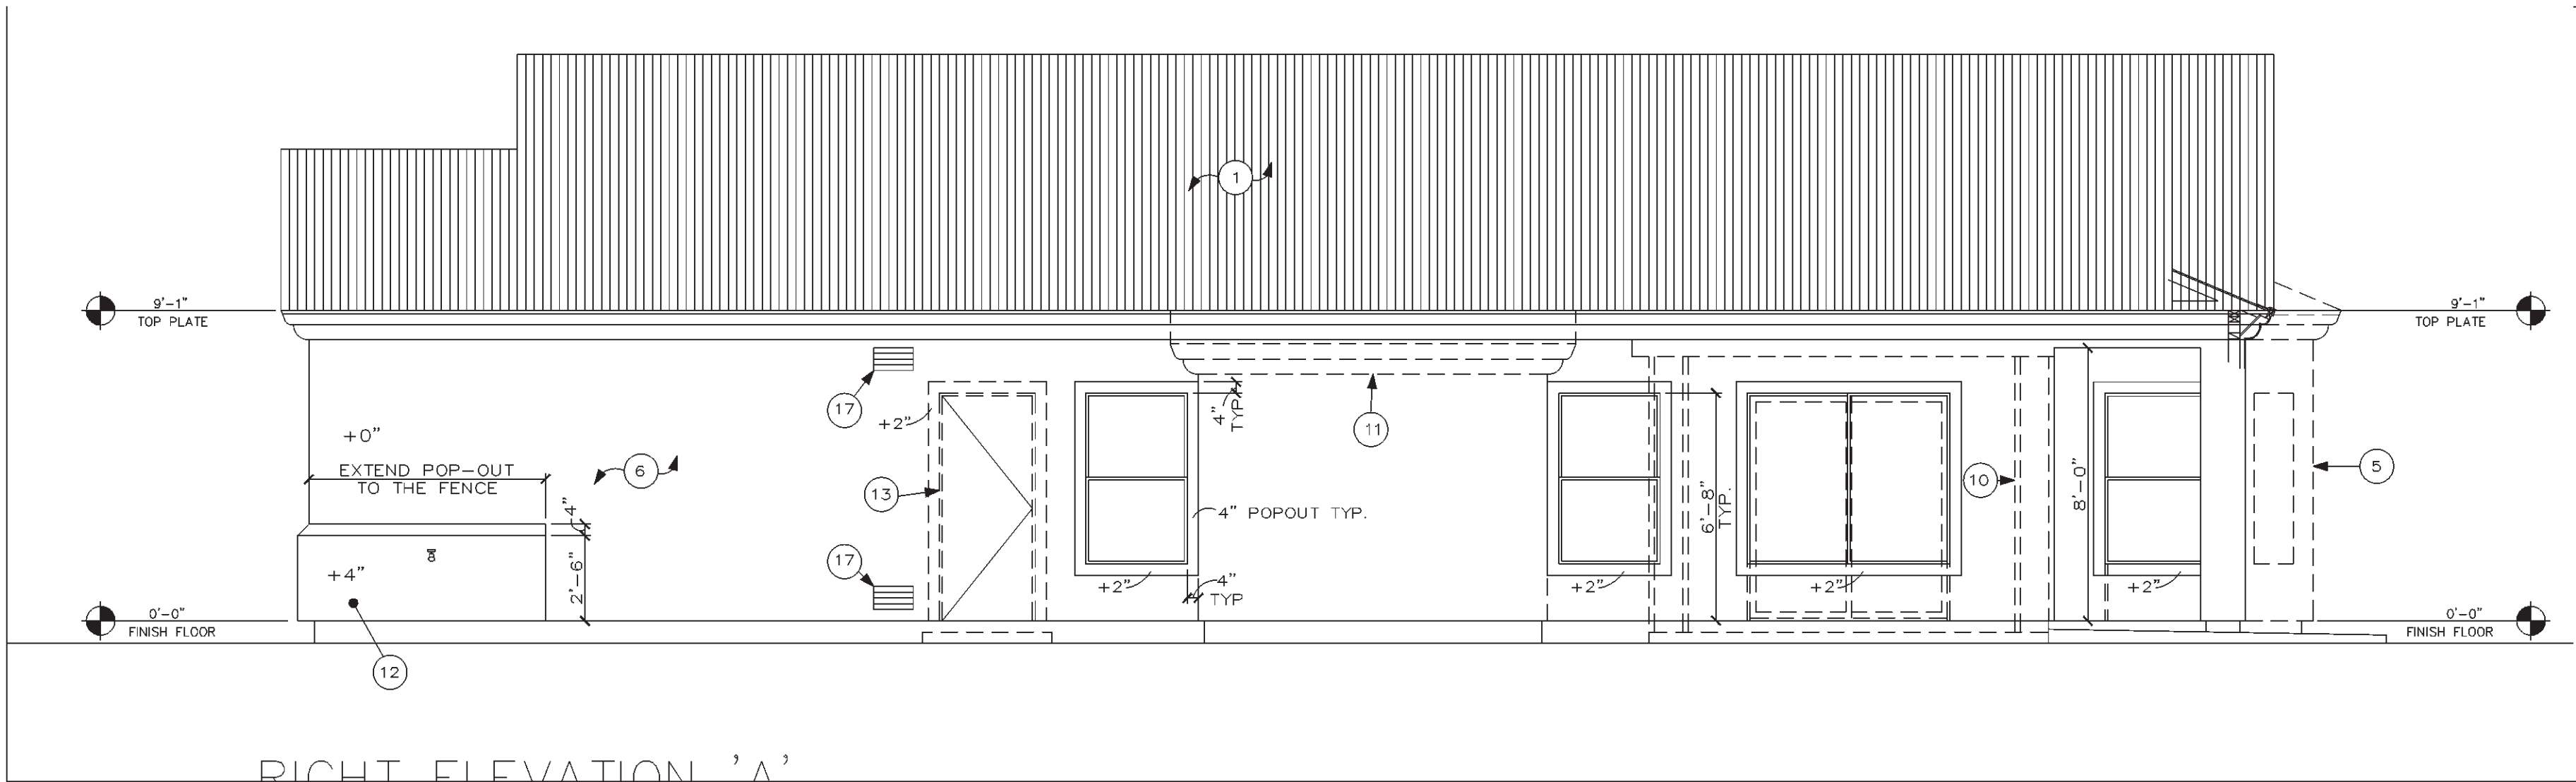 1
9'-1"
TOP PLATE
9'-1"
TOP PLATE
17
+2"
4"
TYP.
11
+0"
EXTEND POP-OUT
TO THE FENCE
6
13
4" POPOUT TYP.
6'-8"
TYP.
10
8'-0"
5
4"
2'-6"
+4"
17
+2"
4"
TYP
+2"
+2"
+2"
0'-0"
FINISH FLOOR
0'-0"
FINISH FLOOR
12
RIGHT ELEVATION 'A'